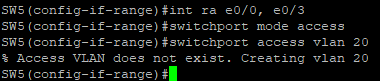 SW5(config-if-range)#int ra e0/0, e0/3
SW5(config-if-range)#switchport mode access
SW5(config-if-range)#switchport access vlan 20
% Access VLAN does not exist. Creating vlan 20
SW5(config-if-range)#